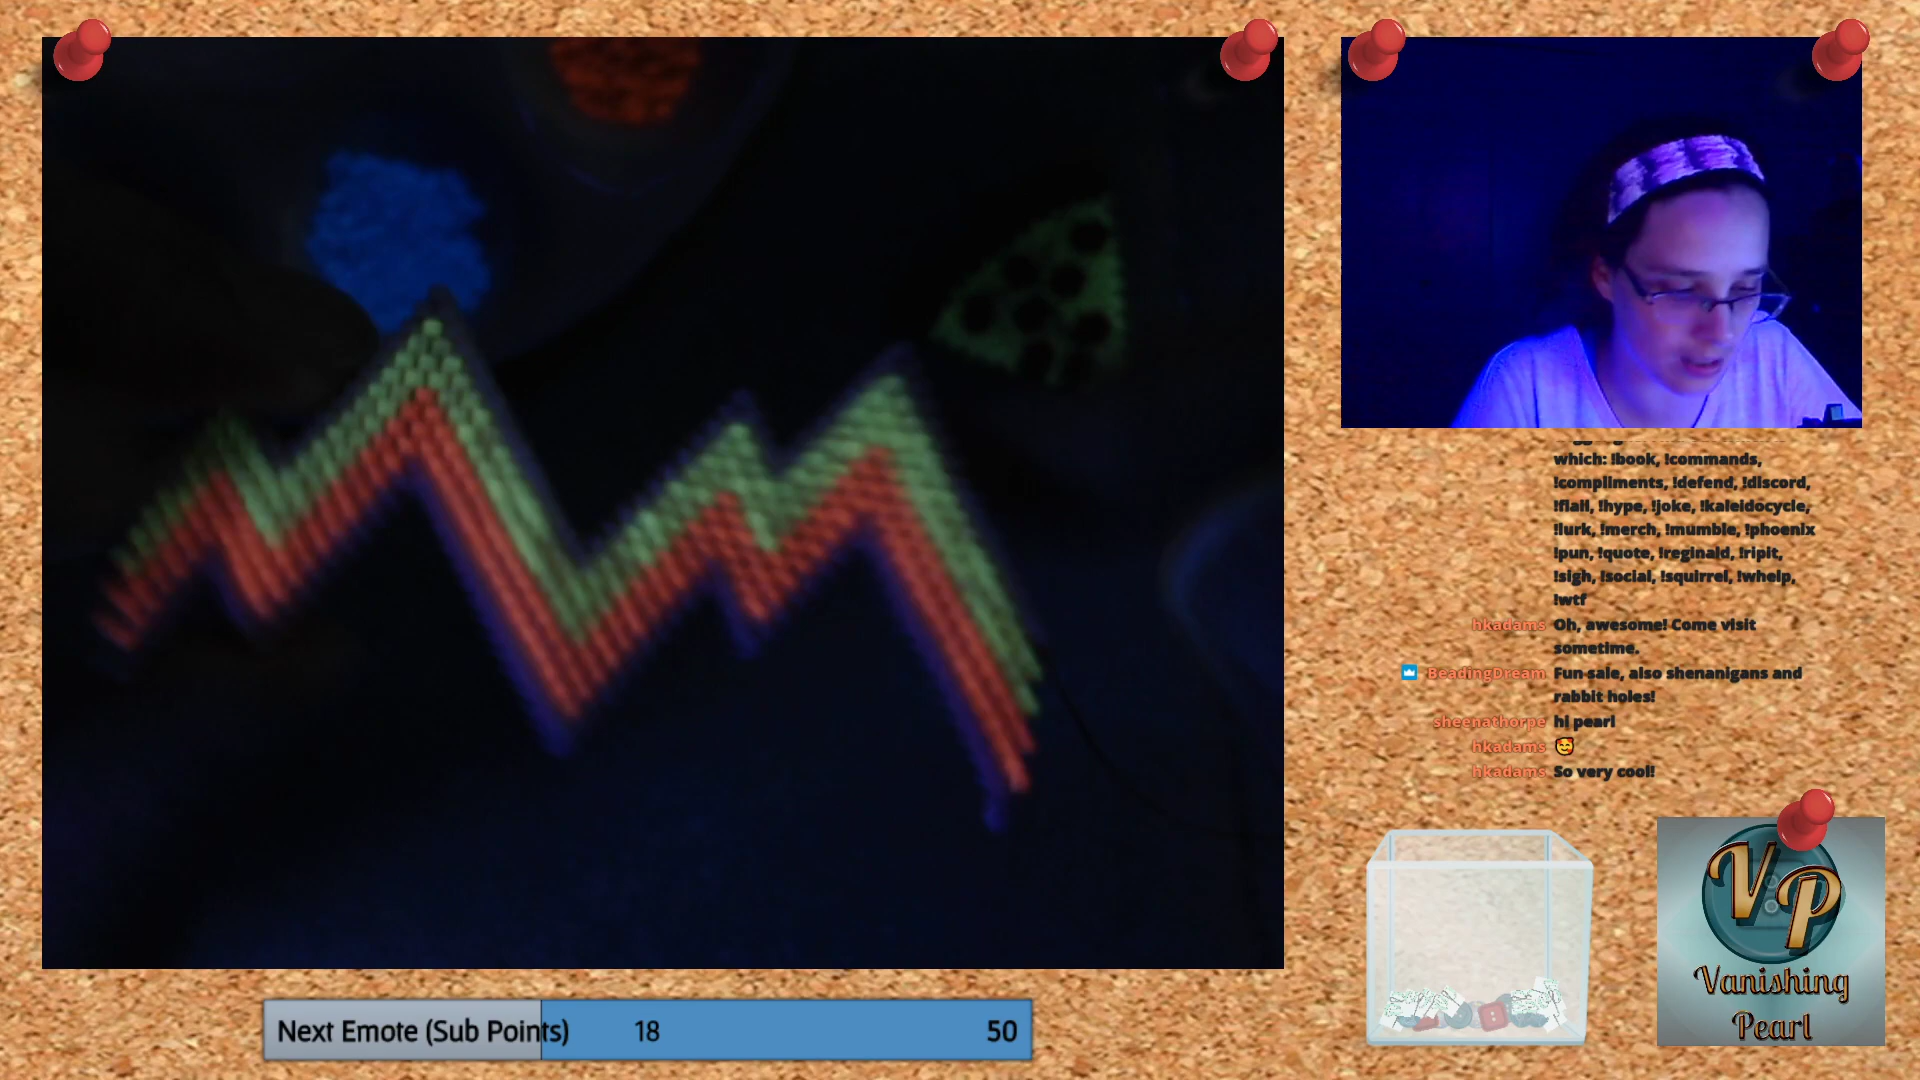 which: !book, !commands,
!compliments, !defend, !discord,
!flail, !hype, !joke, !kaleidocycle,
!lurk, !merch, !mumble, !phoenix
!pun, !quote, !reginald, !ripit,
!sigh, !social, !squirrel, !whelp,
!wtf
hkadams Oh, awesome! Come visit
sometime.
BeadingDream Fun sale, also shenanigans and
rabbit holes!
sheenathorpe hi pearl
hkadams 🥰
hkadams So very cool!
VP
Vanishing
Pearl
Next Emote (Sub Points) 18 50